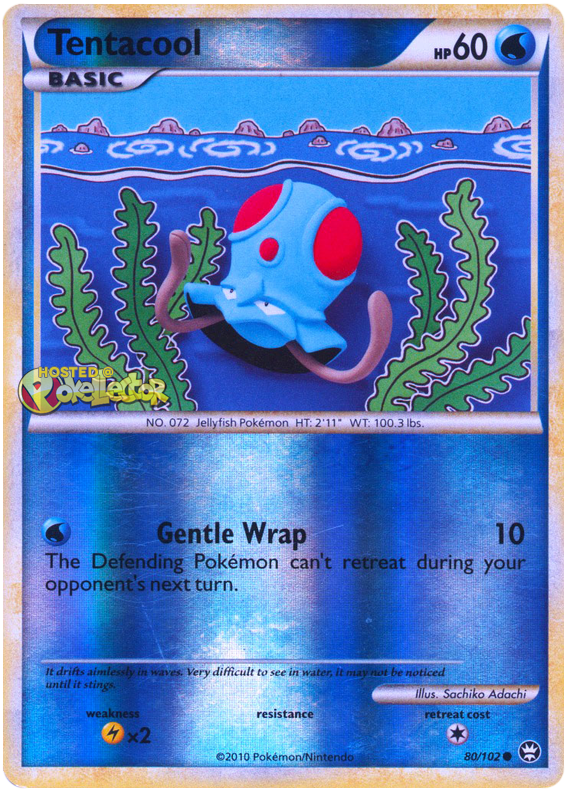 Tentacool
HP60
BASIC
HOSTED @
Pokellector
NO. 072 Jellyfish Pokémon HT: 2'11" WT: 100.3 lbs.
Gentle Wrap 10
The Defending Pokémon can't retreat during your
opponent's next turn.
It drifts aimlessly in waves. Very difficult to see in water, it may not be noticed
until it stings.
Illus. Sachiko Adachi
weakness resistance retreat cost
×2
©2010 Pokémon/Nintendo 80/102